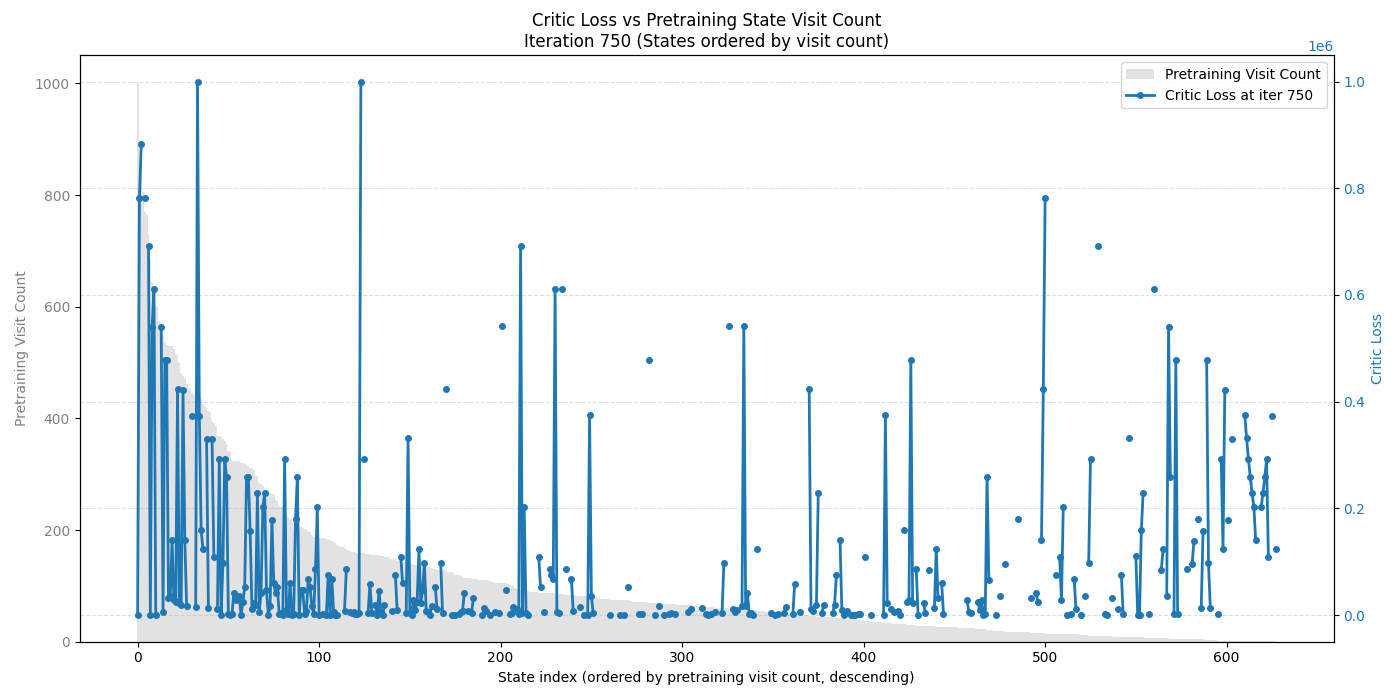 Critic Loss vs Pretraining State Visit Count
Iteration 750 (States ordered by visit count)
1e6
Pretraining Visit Count
Critic Loss at iter 750
1000
800
600
400
200
0
Pretraining Visit Count
1.0
0.8
0.6
0.4
0.2
0.0
Critic Loss
0 100 200 300 400 500 600
State index (ordered by pretraining visit count, descending)